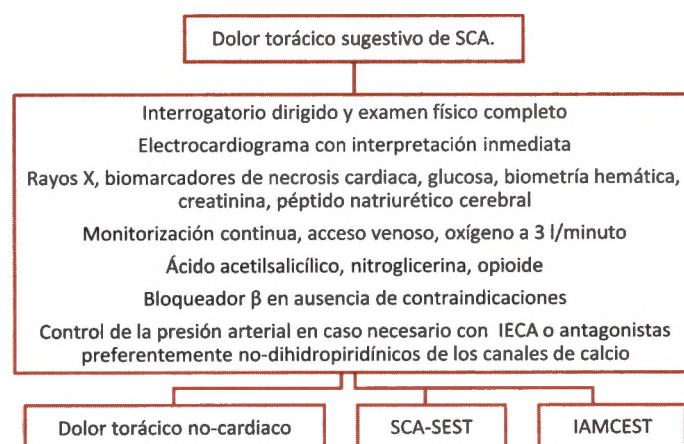 Dolor torácico sugestivo de SCA.
Interrogatorio dirigido y examen físico completo
Electrocardiograma con interpretación inmediata
Rayos X, biomarcadores de necrosis cardiaca, glucosa, biometría hemática,
creatinina, péptido natriurético cerebral
Monitorización continua, acceso venoso, oxígeno a 3 l/minuto
Ácido acetilsalicílico, nitroglicerina, opioide
Bloqueador β en ausencia de contraindicaciones
Control de la presión arterial en caso necesario con IECA o antagonistas
preferentemente no-dihidropiridínicos de los canales de calcio
Dolor torácico no-cardiaco
SCA-SEST
IAMCEST